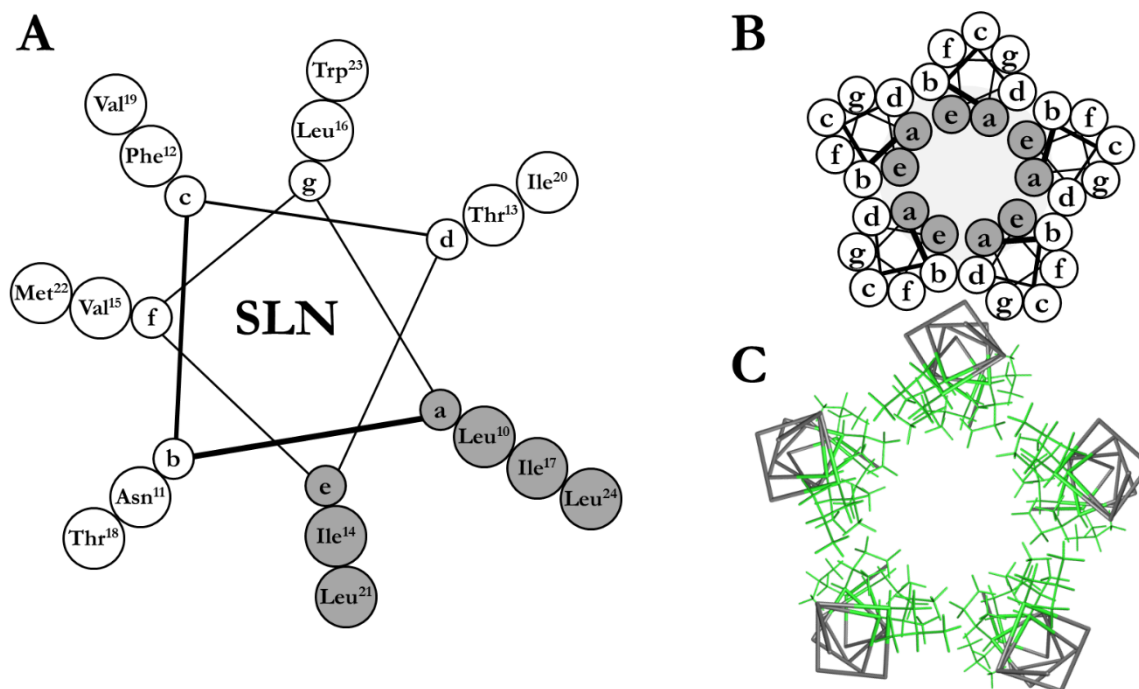 A
Trp23
Leu16
Val19
Phe12
g
c
Ile20
Thr13
d
Met22
Val15
f
SLN
a
Leu10
Ile17
Leu24
b
Asn11
Thr18
e
Ile14
Leu21
B
c
f
g
b
d
e
a
g
d
c
a
f
e
b
b
f
e
c
a
g
d
d
a
g
e
c
f
b
e
b
a
d
f
g
c
C